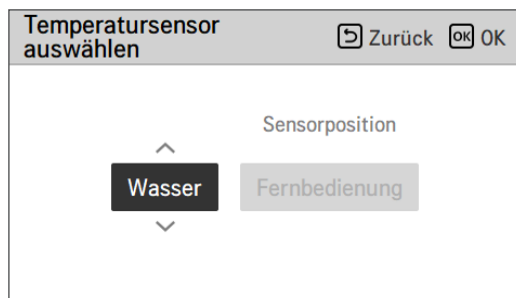 Temperatursensor
auswählen
Zurück
OK OK
Sensorposition
Wasser
Fernbedienung